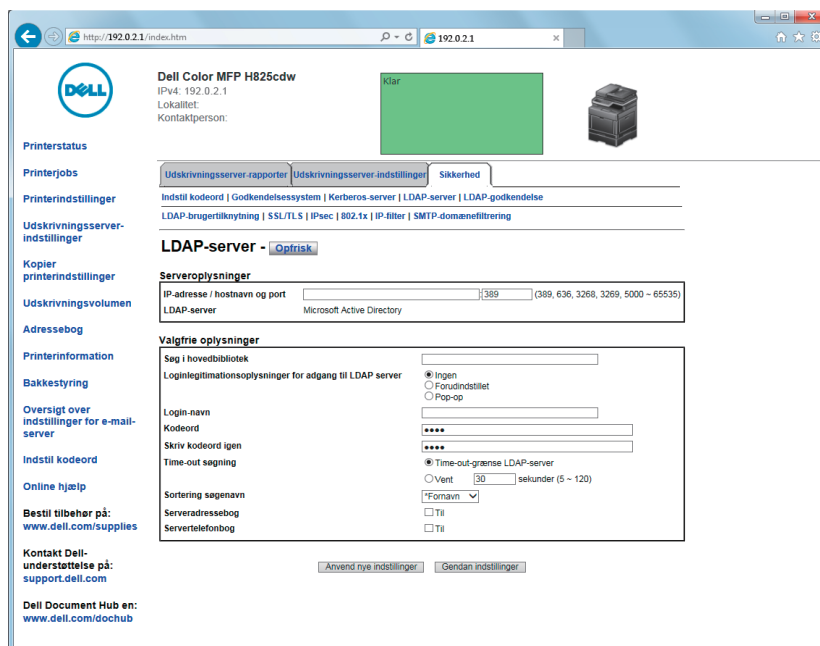 http://192.0.2.1/index.htm
192.0.2.1
DELL
Dell Color MFP H825cdw
IPv4: 192.0.2.1
Lokalitet:
Kontaktperson:
Klar
Printerstatus
Printerjobs
Printerindstillinger
Udskrivningsserver-
indstillinger
Kopier
printerindstillinger
Udskrivningsvolumen
Adressebog
Printerinformation
Bakkestyring
Oversigt over
indstillinger for e-mail-
server
Indstil kodeord
Online hjælp
Bestil tilbehør på:
www.dell.com/supplies
Kontakt Dell-
understøttelse på:
support.dell.com
Dell Document Hub en:
www.dell.com/dochub
Udskrivningsserver-rapporter Udskrivningsserver-indstillinger Sikkerhed
Indstil kodeord | Godkendelsessystem | Kerberos-server | LDAP-server | LDAP-godkendelse
LDAP-brugertilknytning | SSL/TLS | IPsec | 802.1x | IP-filter | SMTP-domænefiltrering
LDAP-server - Opfrisk
Serveroplysninger
IP-adresse / hostnavn og port :389 (389, 636, 3268, 3269, 5000 ~ 65535)
LDAP-server Microsoft Active Directory
Valgfrie oplysninger
Søg i hovedbibliotek
Loginlegitimationsoplysninger for adgang til LDAP server Ingen
Forudindstillet
Pop-op
Login-navn
Kodeord ••••
Skriv kodeord igen ••••
Time-out søgning Time-out-grænse LDAP-server
Vent 30 sekunder (5 ~ 120)
Sortering søgenavn *Fornavn
Serveradressebog Til
Servertelefonbog Til
Anvend nye indstillinger Gendan indstillinger